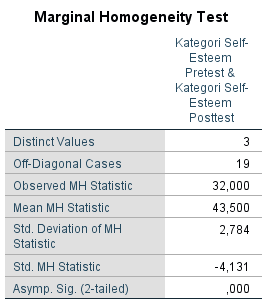 Marginal Homogeneity Test
Kategori Self-
Esteem
Pretest &
Kategori Self-
Esteem
Posttest
Distinct Values 3
Off-Diagonal Cases 19
Observed MH Statistic 32,000
Mean MH Statistic 43,500
Std. Deviation of MH 2,784
Statistic
Std. MH Statistic -4,131
Asymp. Sig. (2-tailed) ,000